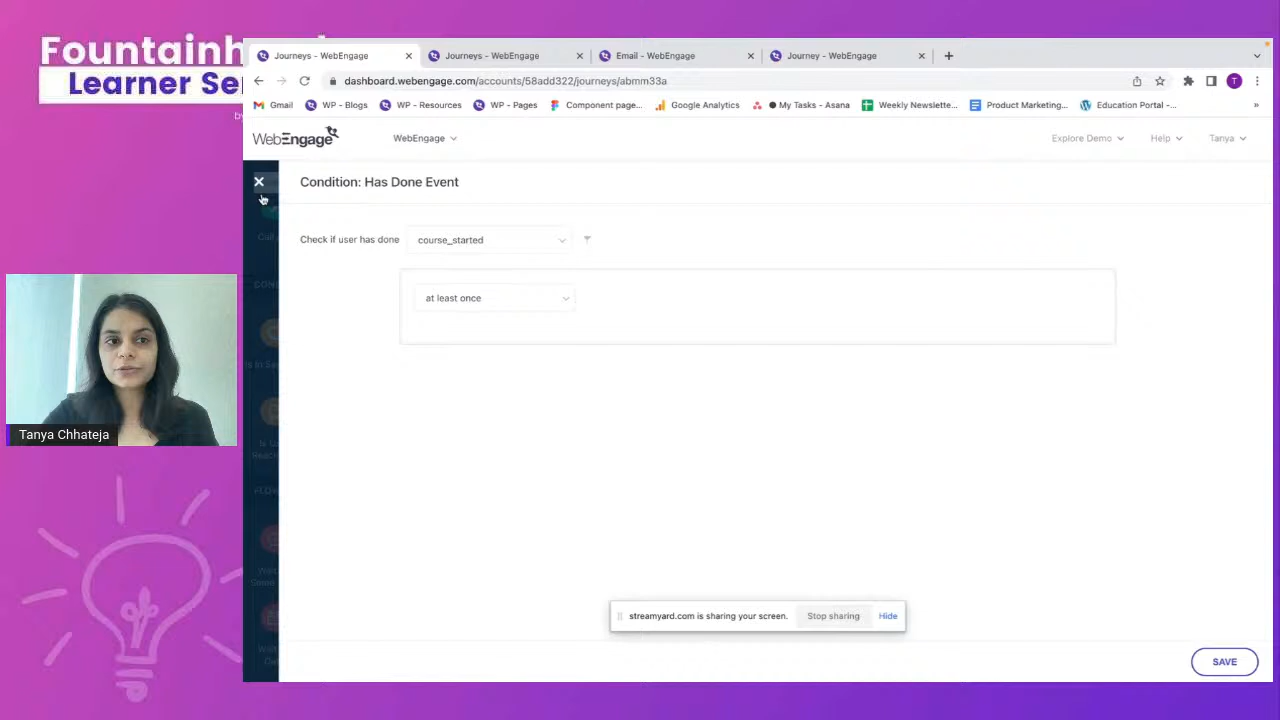 Fountainh
Learner Se
by
Journeys - WebEngage
Journeys - WebEngage
Email - WebEngage
Journey - WebEngage
dashboard.webengage.com/accounts/58add322/journeys/abmm33a
T
Gmail
WP - Blogs
WP - Resources
WP - Pages
Component page...
Google Analytics
My Tasks - Asana
Weekly Newslette...
Product Marketing...
Education Portal -...
WebEngage
WebEngage
Explore Demo
Help
Tanya
Condition: Has Done Event
Check if user has done
course_started
at least once
Tanya Chhateja
streamyard.com is sharing your screen.
Stop sharing
Hide
SAVE